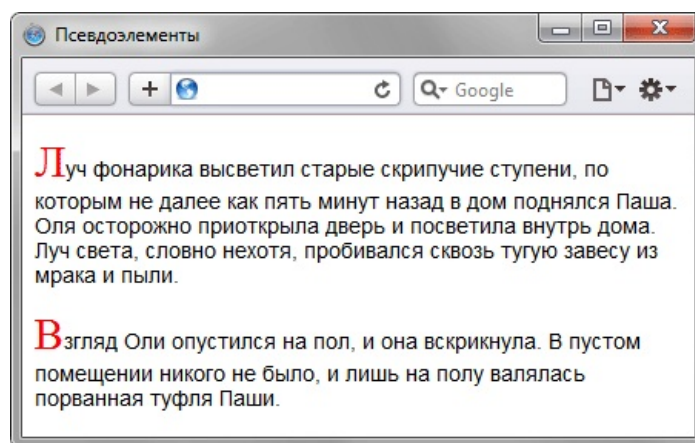 Псевдоэлементы
Google
Луч фонарика высветил старые скрипучие ступени, по
которым не далее как пять минут назад в дом поднялся Паша.
Оля осторожно приоткрыла дверь и посветила внутрь дома.
Луч света, словно нехотя, пробивался сквозь тугую завесу из
мрака и пыли.
Взгляд Оли опустился на пол, и она вскрикнула. В пустом
помещении никого не было, и лишь на полу валялась
порванная туфля Паши.